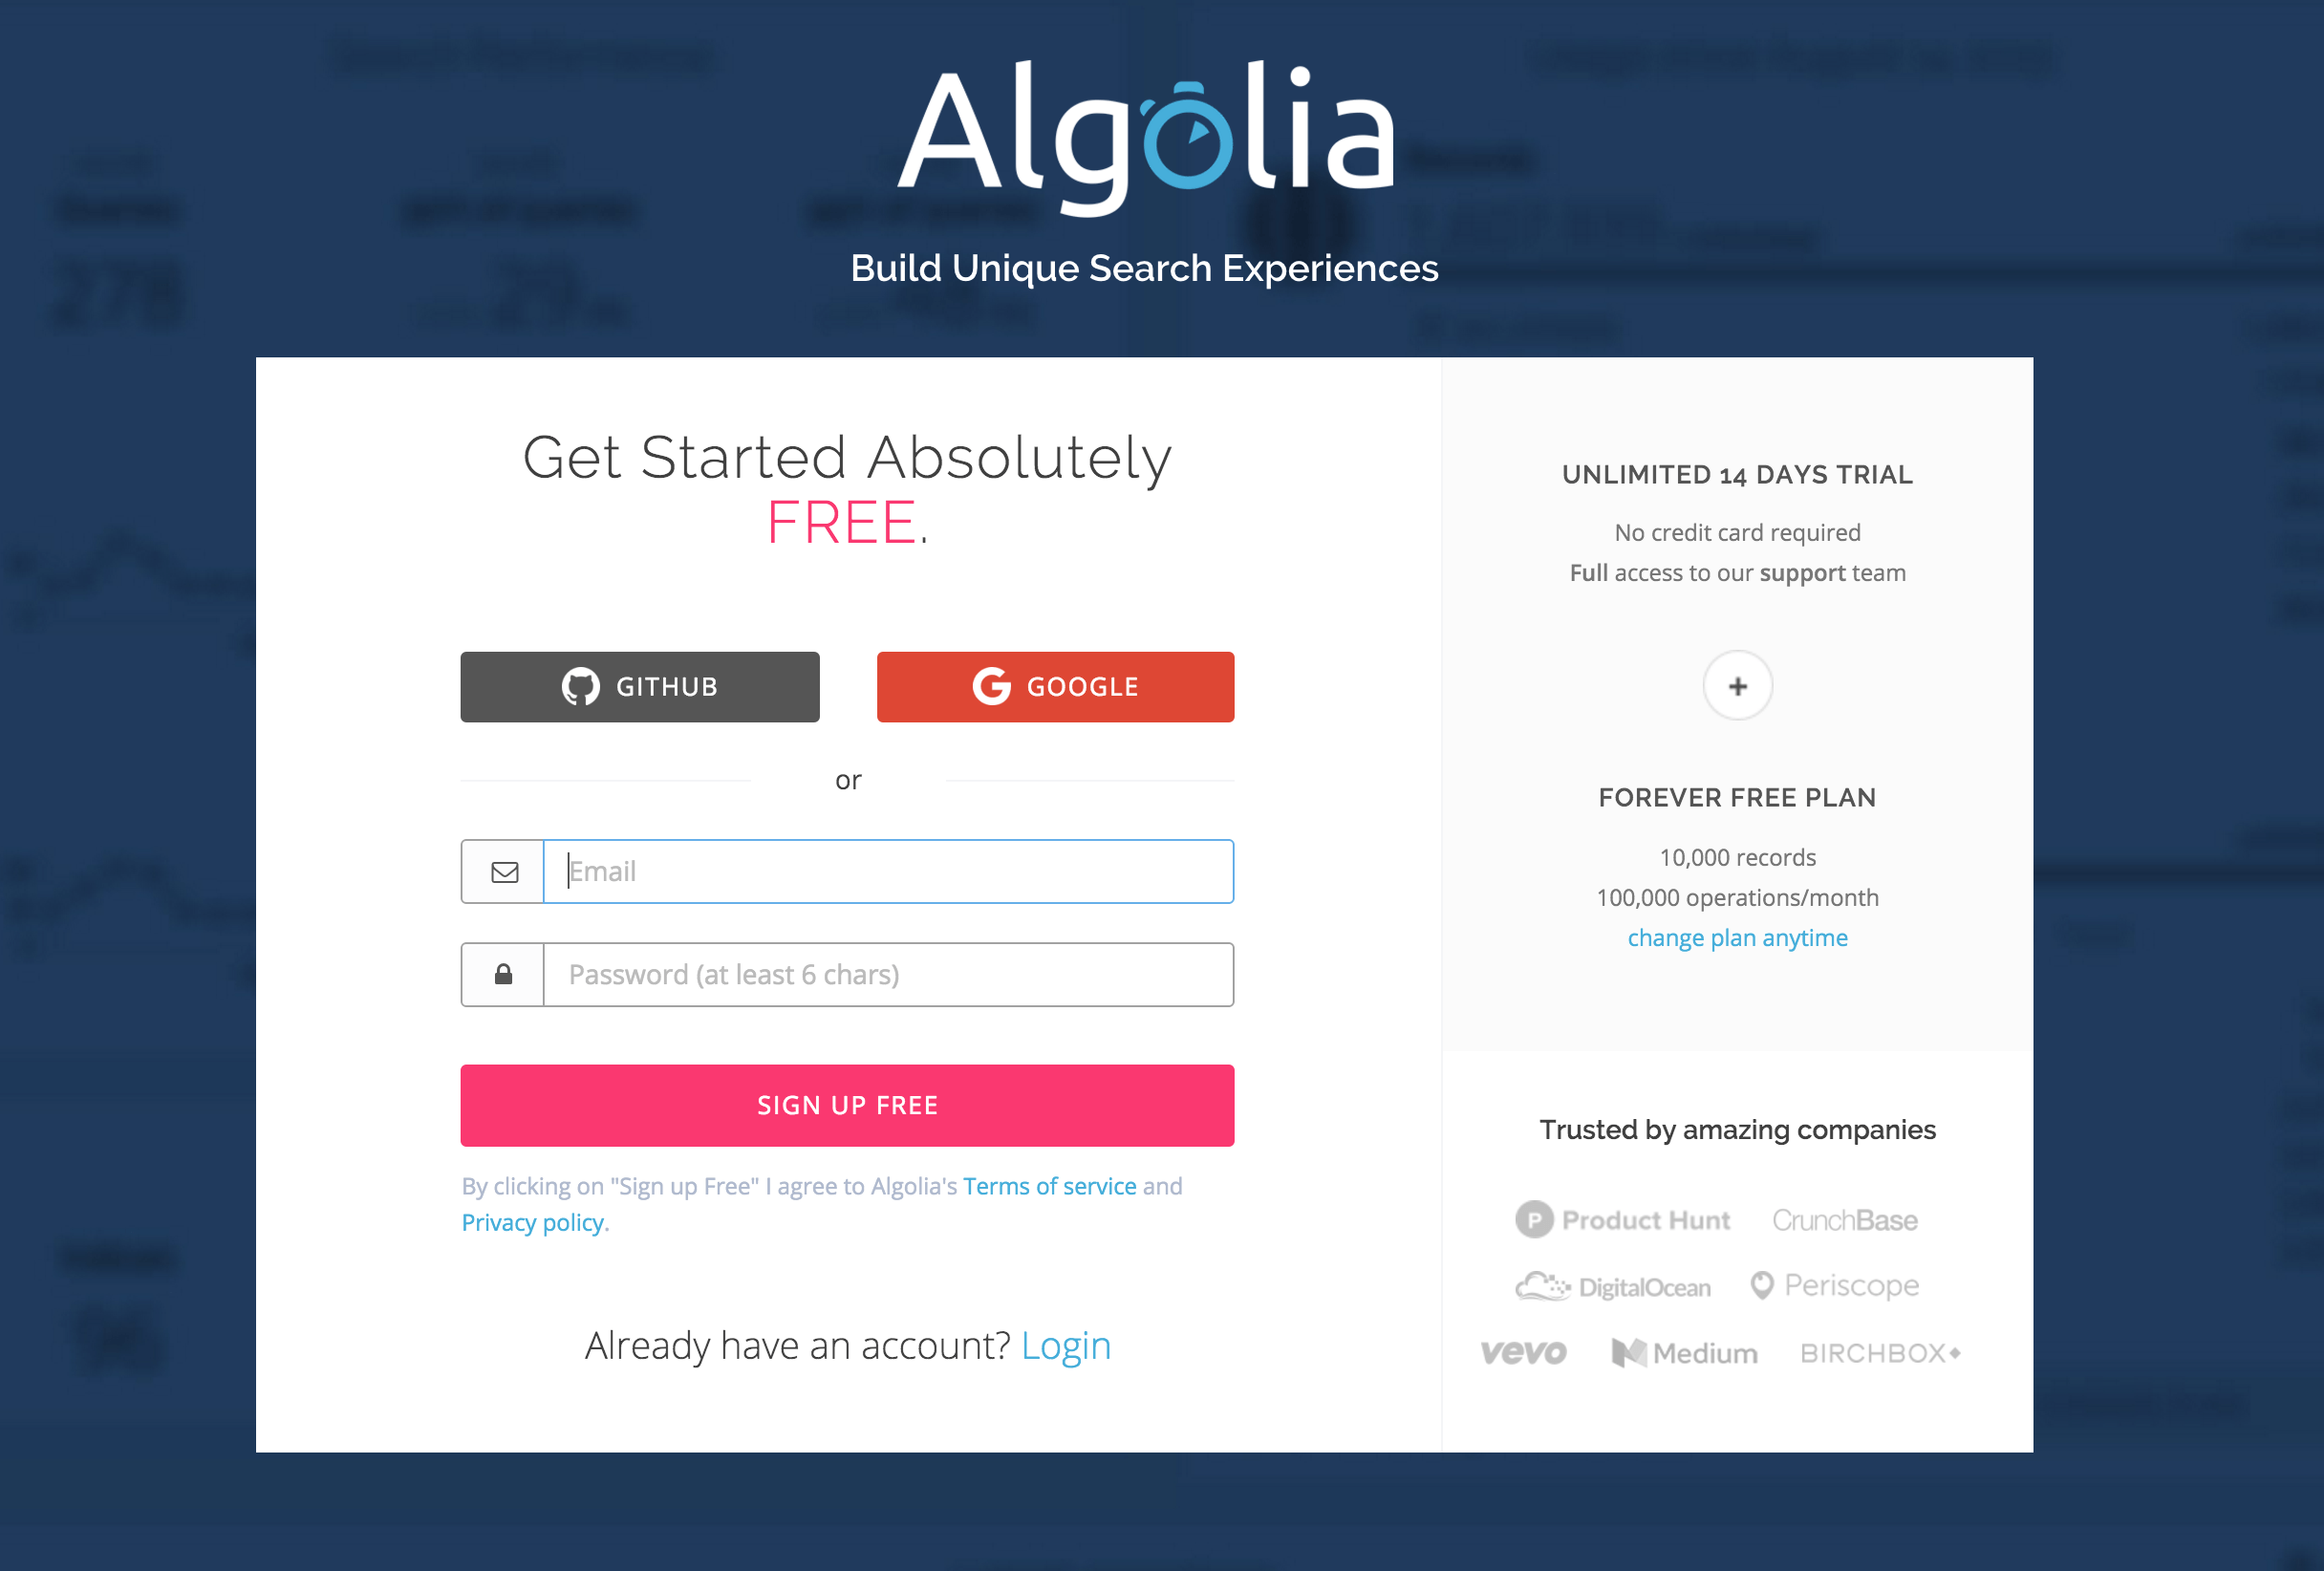 Algolia
Build Unique Search Experiences
Get Started Absolutely
FREE.
GITHUB
GOOGLE
or
Email
Password (at least 6 chars)
SIGN UP FREE
By clicking on "Sign up Free" I agree to Algolia's Terms of service and
Privacy policy.
Already have an account? Login
UNLIMITED 14 DAYS TRIAL
No credit card required
Full access to our support team
+
FOREVER FREE PLAN
10,000 records
100,000 operations/month
change plan anytime
Trusted by amazing companies
P Product Hunt
CrunchBase
DigitalOcean
Periscope
vevo
Medium
BIRCHBOX
278
29